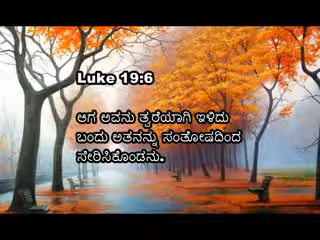 Luke 19:6
ಆಗ ಅವನು ತ್ವರೆಯಾಗಿ ಇಳಿದು
ಬಂದು ಆತನನ್ನು ಸಂತೋಷದಿಂದ
ಸೇರಿಸಿಕೊಂಡನು.